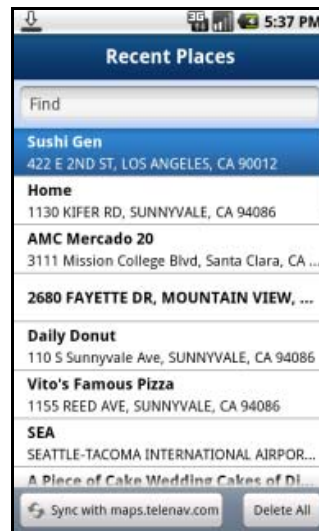 3G 5:37 PM
Recent Places
Find
Sushi Gen
422 E 2ND ST, LOS ANGELES, CA 90012
Home
1130 KIFER RD, SUNNYVALE, CA 94086
AMC Mercado 20
3111 Mission College Blvd, Santa Clara, CA ...
2680 FAYETTE DR, MOUNTAIN VIEW, ...
Daily Donut
110 S Sunnyvale Ave, SUNNYVALE, CA 94086
Vito's Famous Pizza
1155 REED AVE, SUNNYVALE, CA 94086
SEA
SEATTLE-TACOMA INTERNATIONAL AIRPOR...
A Piece of Cake Wedding Cakes of Di...
Sync with maps.telenav.com Delete All